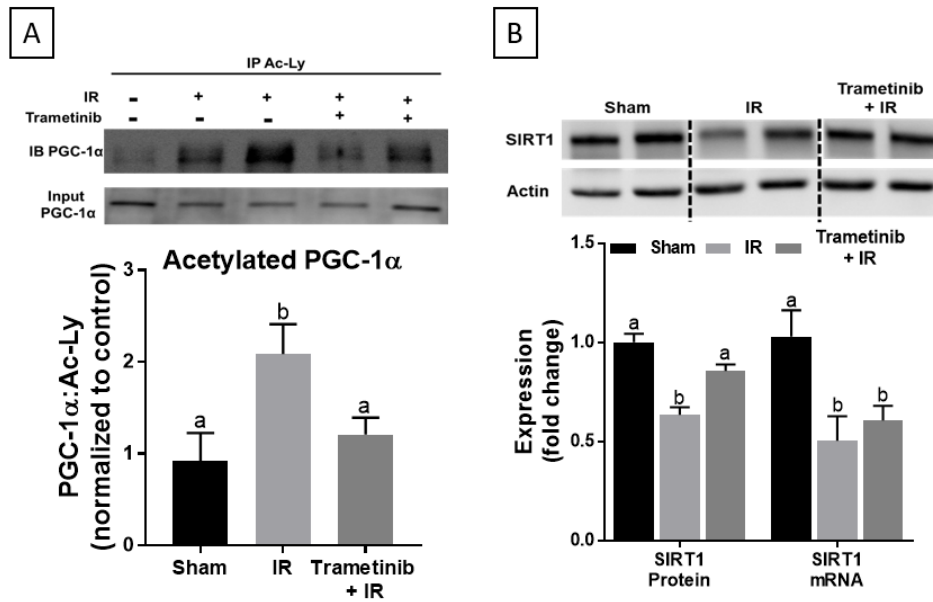 A
IP Ac-Ly
IR - + + + +
Trametinib - - - + +
IB PGC-1α
Input
PGC-1α
Acetylated PGC-1α
PGC-1α:Ac-Ly
(normalized to control)
3
2
1
0
a
b
a
Sham
IR
Trametinib
+ IR
B
Sham
IR
Trametinib
+ IR
SIRT1
Actin
Sham
IR
Trametinib
+ IR
Expression
(fold change)
1.5
1.0
0.5
0.0
a
b
a
a
b
b
SIRT1
Protein
SIRT1
mRNA